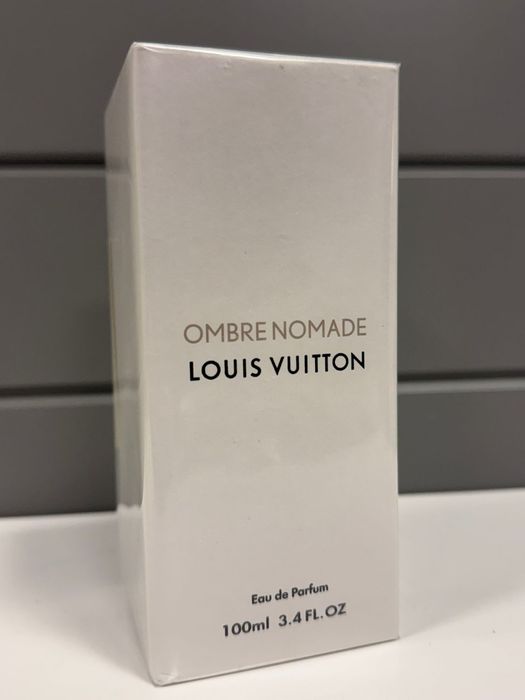 OMBRE NOMADE
LOUIS VUITTON
Eau de Parfum
100ml 3.4 FL.OZ